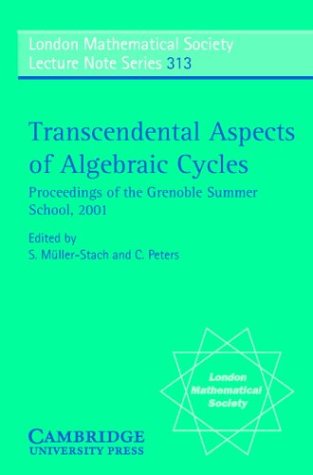 London Mathematical Society
Lecture Note Series 313
Transcendental Aspects
of Algebraic Cycles
Proceedings of the Grenoble Summer
School, 2001
Edited by
S. Müller-Stach and C. Peters
London
Mathematical
Society
CAMBRIDGE
UNIVERSITY PRESS